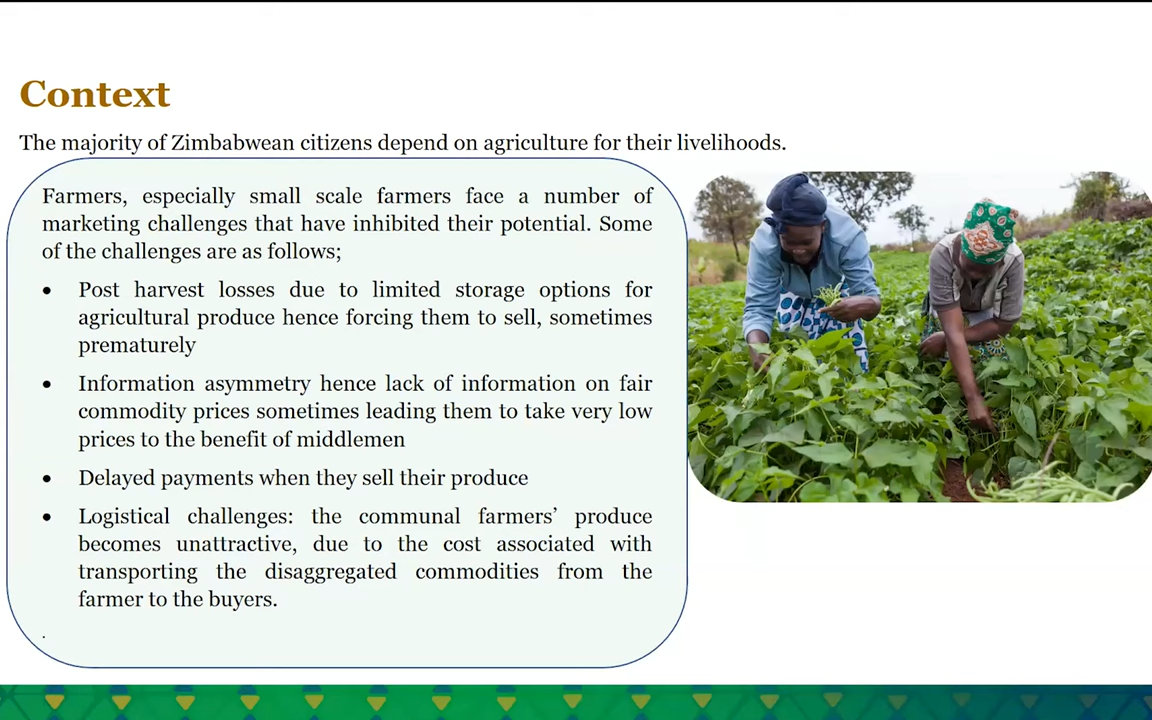 Context
The majority of Zimbabwean citizens depend on agriculture for their livelihoods.
Farmers, especially small scale farmers face a number of
marketing challenges that have inhibited their potential. Some
of the challenges are as follows;
• Post harvest losses due to limited storage options for
agricultural produce hence forcing them to sell, sometimes
prematurely
• Information asymmetry hence lack of information on fair
commodity prices sometimes leading them to take very low
prices to the benefit of middlemen
• Delayed payments when they sell their produce
• Logistical challenges: the communal farmers’ produce
becomes unattractive, due to the cost associated with
transporting the disaggregated commodities from the
farmer to the buyers.
.